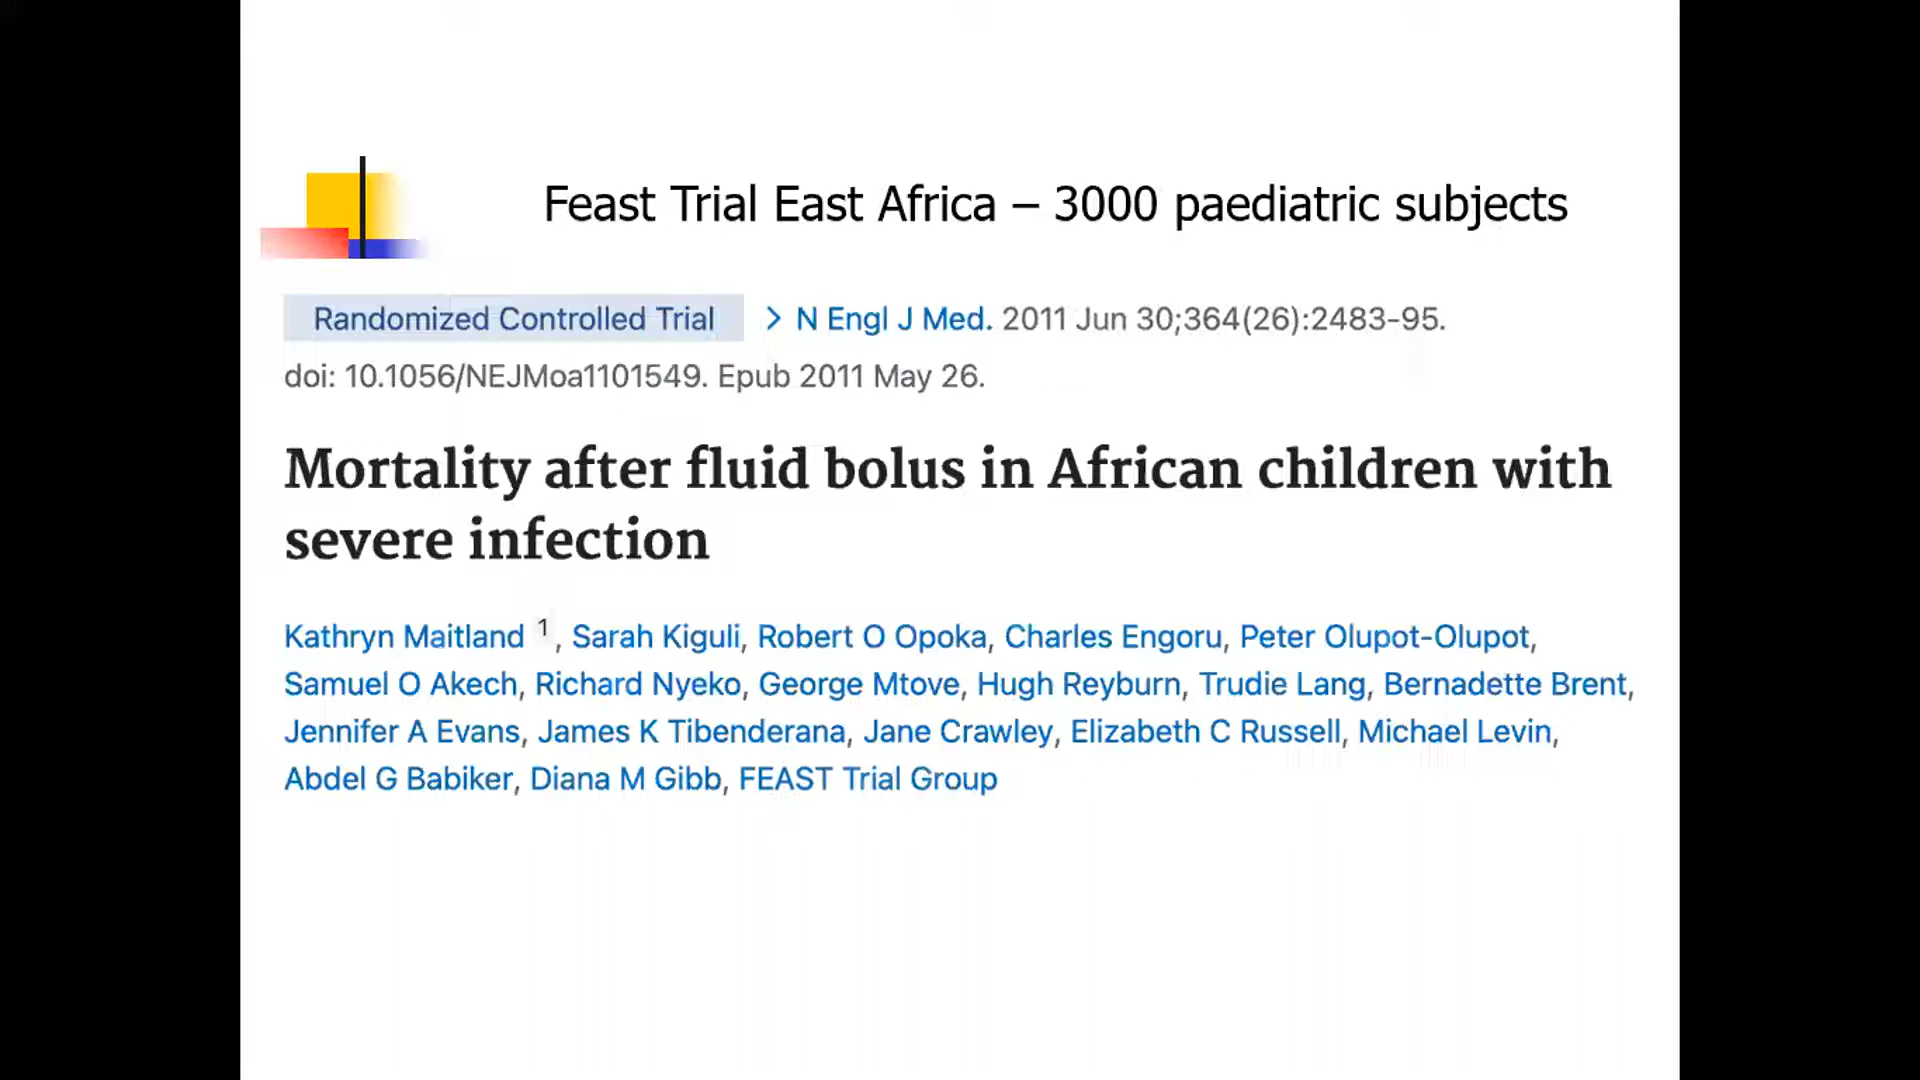 Feast Trial East Africa – 3000 paediatric subjects
Randomized Controlled Trial > N Engl J Med. 2011 Jun 30;364(26):2483-95.
doi: 10.1056/NEJMoa1101549. Epub 2011 May 26.
Mortality after fluid bolus in African children with
severe infection
Kathryn Maitland 1, Sarah Kiguli, Robert O Opoka, Charles Engoru, Peter Olupot-Olupot,
Samuel O Akech, Richard Nyeko, George Mtove, Hugh Reyburn, Trudie Lang, Bernadette Brent,
Jennifer A Evans, James K Tibenderana, Jane Crawley, Elizabeth C Russell, Michael Levin,
Abdel G Babiker, Diana M Gibb, FEAST Trial Group